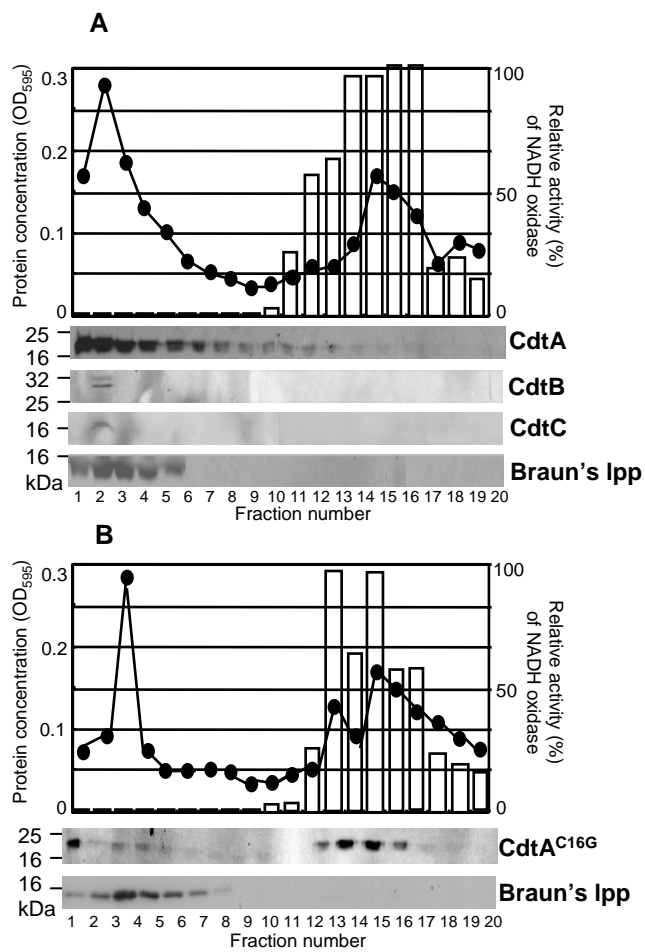 A
Protein concentration (OD595)
0.3
0.2
0.1
0
100
50
0
Relative activity (%)
of NADH oxidase
25
16
CdtA
32
25
CdtB
16
CdtC
16
kDa
Braun's lpp
1 2 3 4 5 6 7 8 9 10 11 12 13 14 15 16 17 18 19 20
Fraction number
B
Protein concentration (OD595)
0.3
0.2
0.1
0
100
50
0
Relative activity (%)
of NADH oxidase
25
16
CdtAC16G
16
kDa
Braun's lpp
1 2 3 4 5 6 7 8 9 10 11 12 13 14 15 16 17 18 19 20
Fraction number